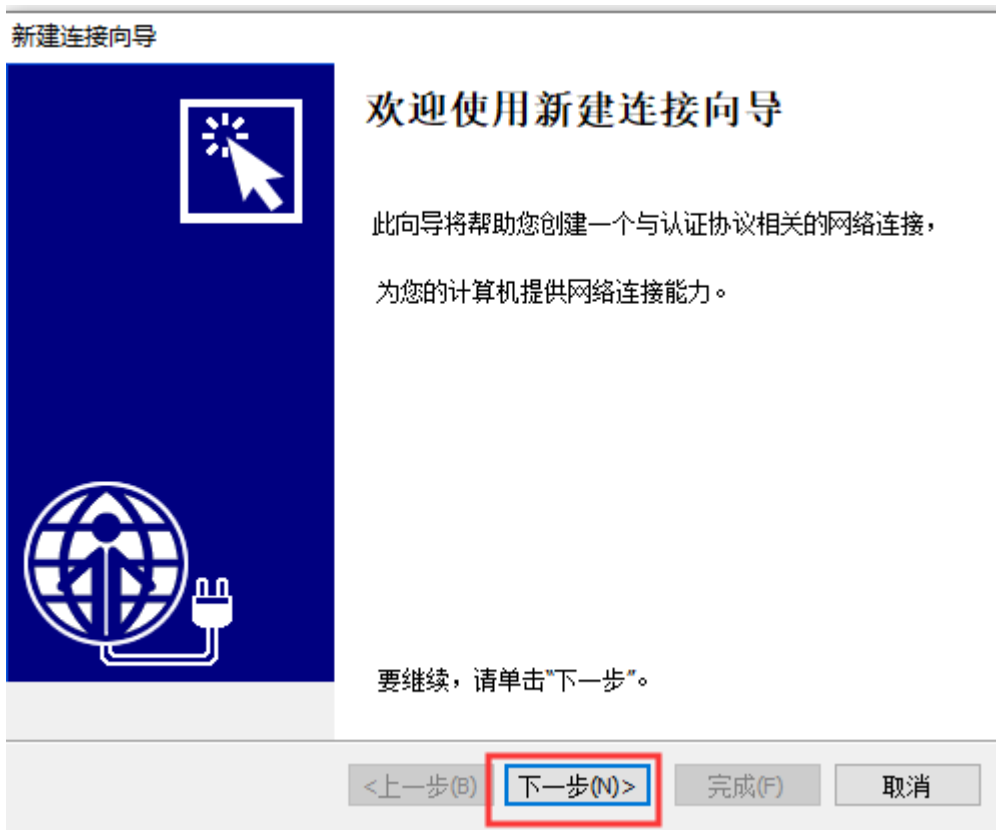 新建连接向导
欢迎使用新建连接向导
此向导将帮助您创建一个与认证协议相关的网络连接，
为您的计算机提供网络连接能力。
要继续，请单击“下一步”。
<上一步(B) 下一步(N)> 完成(F) 取消